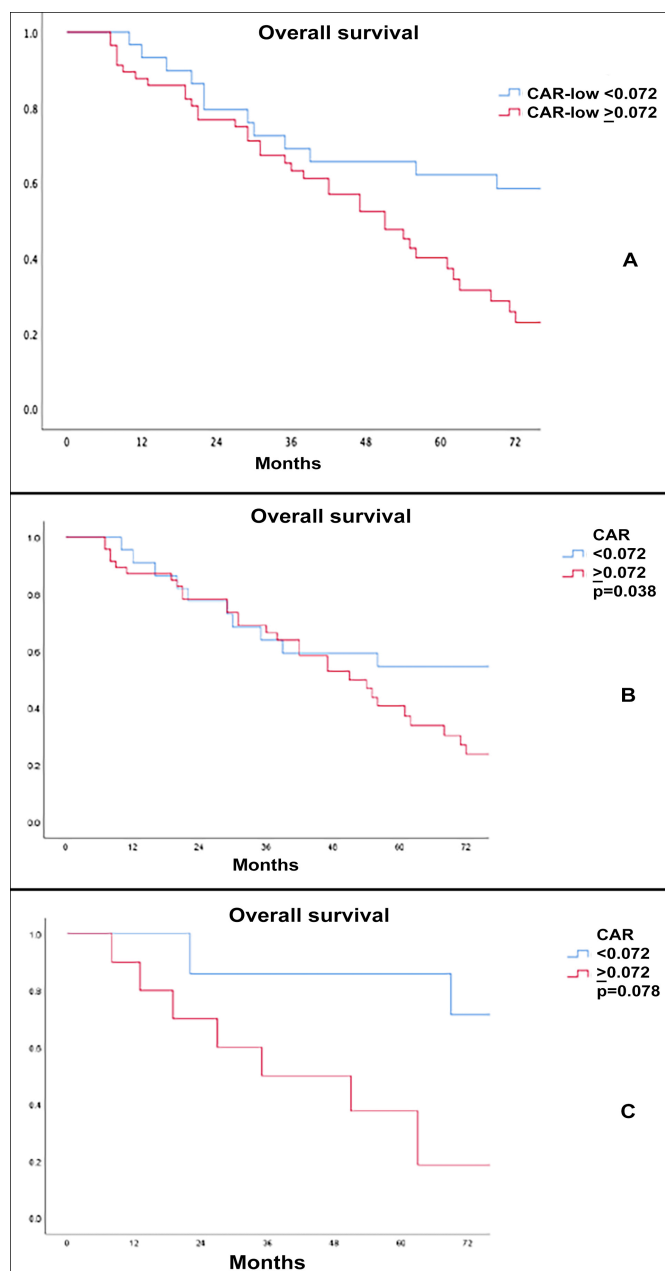 Overall survival
CAR-low <0.072
CAR-low ≥0.072
1.0
0.8
0.6
0.4
0.2
0.0
A
0 12 24 36 48 60 72
Months
Overall survival
CAR
<0.072
≥0.072
p=0.038
1.0
0.8
0.6
0.4
0.2
0.0
B
0 24 36 48 60 72
Months
Overall survival
CAR
<0.072
≥0.072
p=0.078
1.0
0.8
0.6
0.4
0.2
0.0
C
0 12 24 36 48 60 72
Months